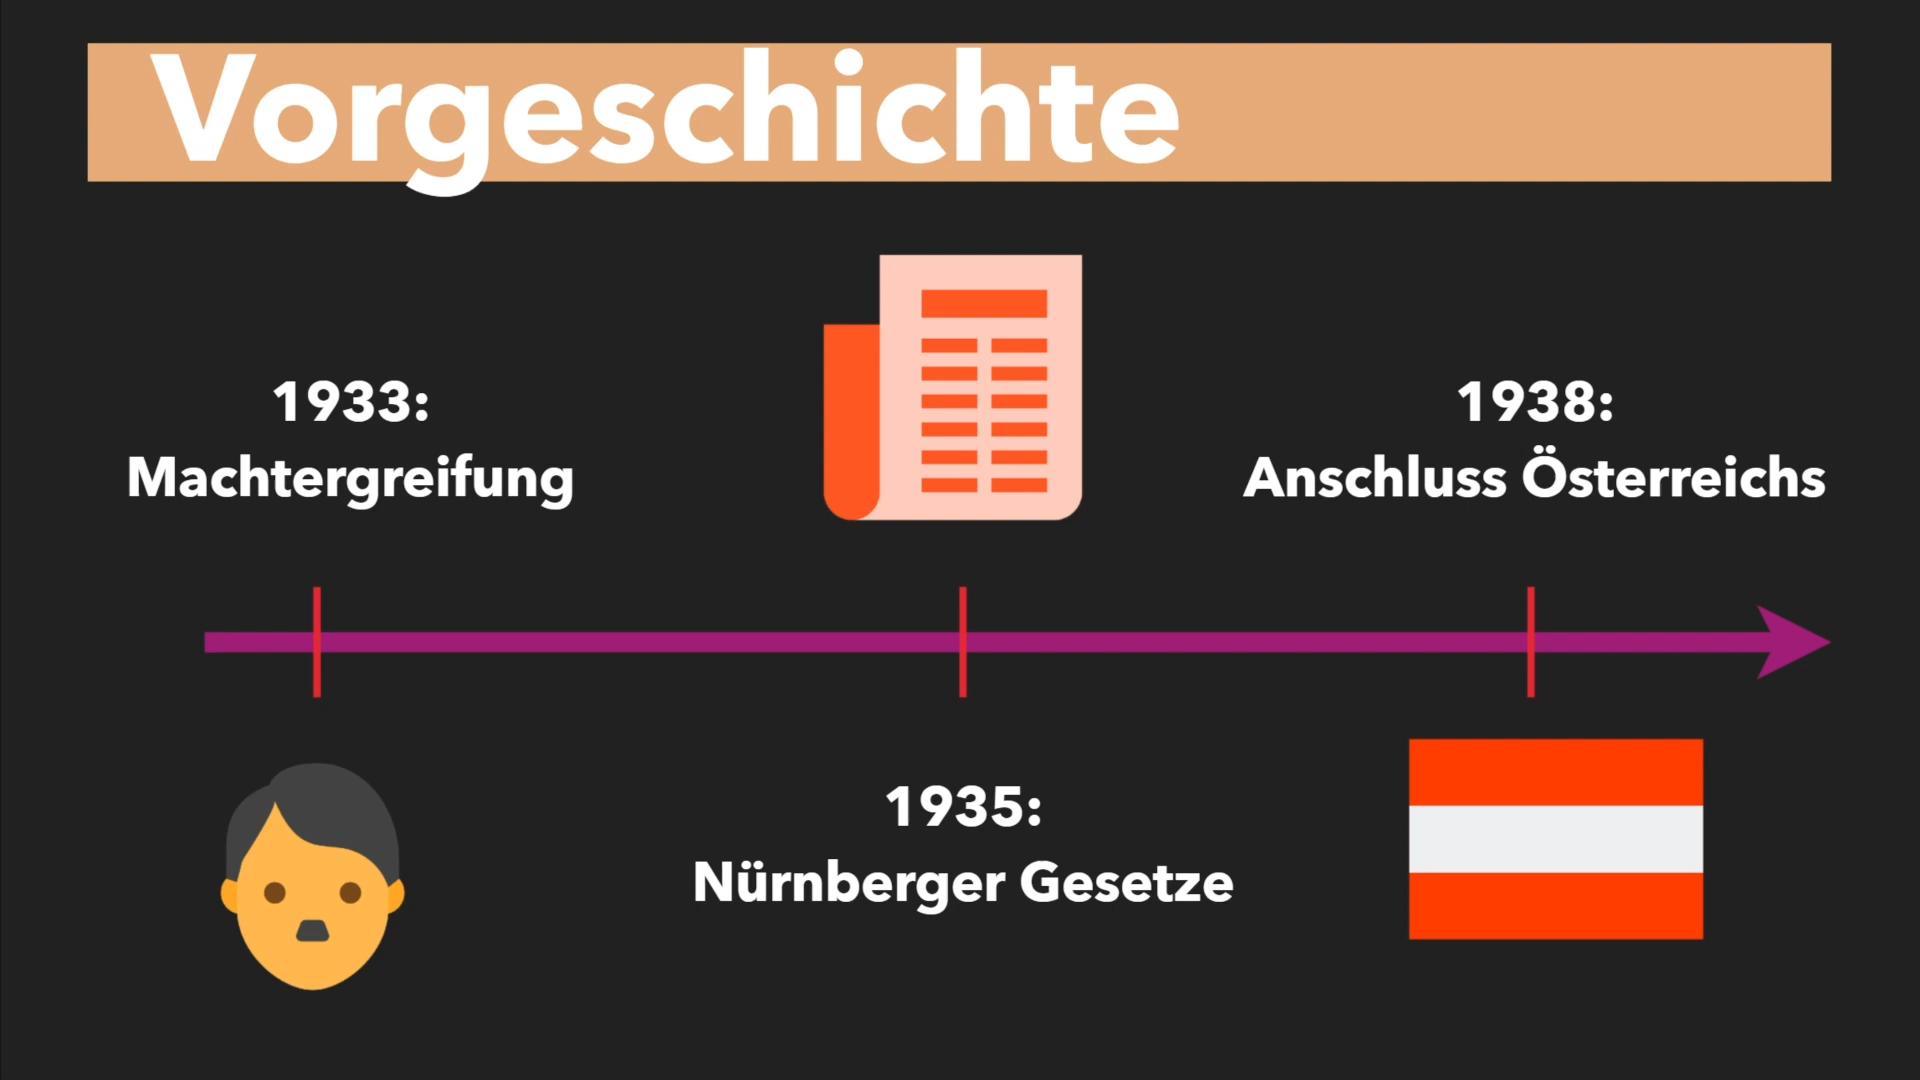 Vorgeschichte
1933:
Machtergreifung
1935:
Nürnberger Gesetze
1938:
Anschluss Österreichs